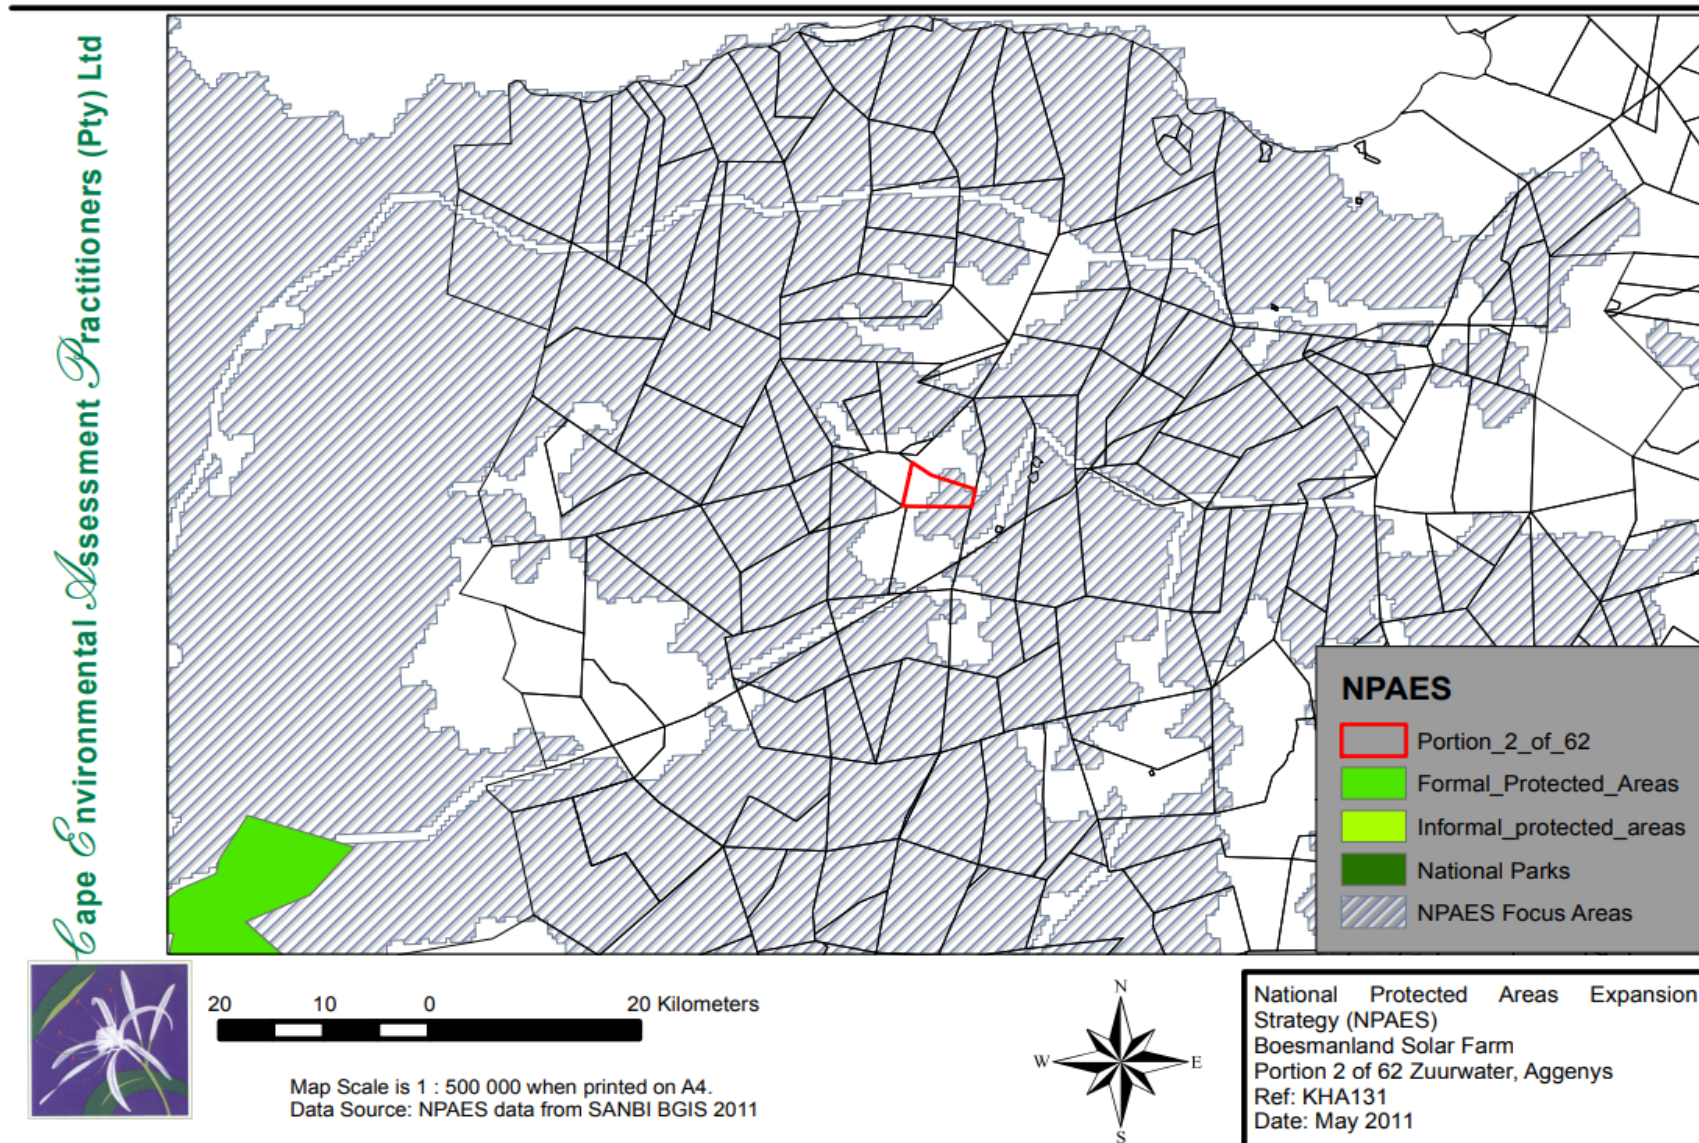 Cape Environmental Assessment Practitioners (Pty) Ltd
NPAES
Portion_2_of_62
Formal_Protected_Areas
Informal_protected_areas
National Parks
NPAES Focus Areas
20 10 0 20 Kilometers
Map Scale is 1 : 500 000 when printed on A4.
Data Source: NPAES data from SANBI BGIS 2011
N
W E
S
National Protected Areas Expansion
Strategy (NPAES)
Boesmanland Solar Farm
Portion 2 of 62 Zuurwater, Aggenys
Ref: KHA131
Date: May 2011